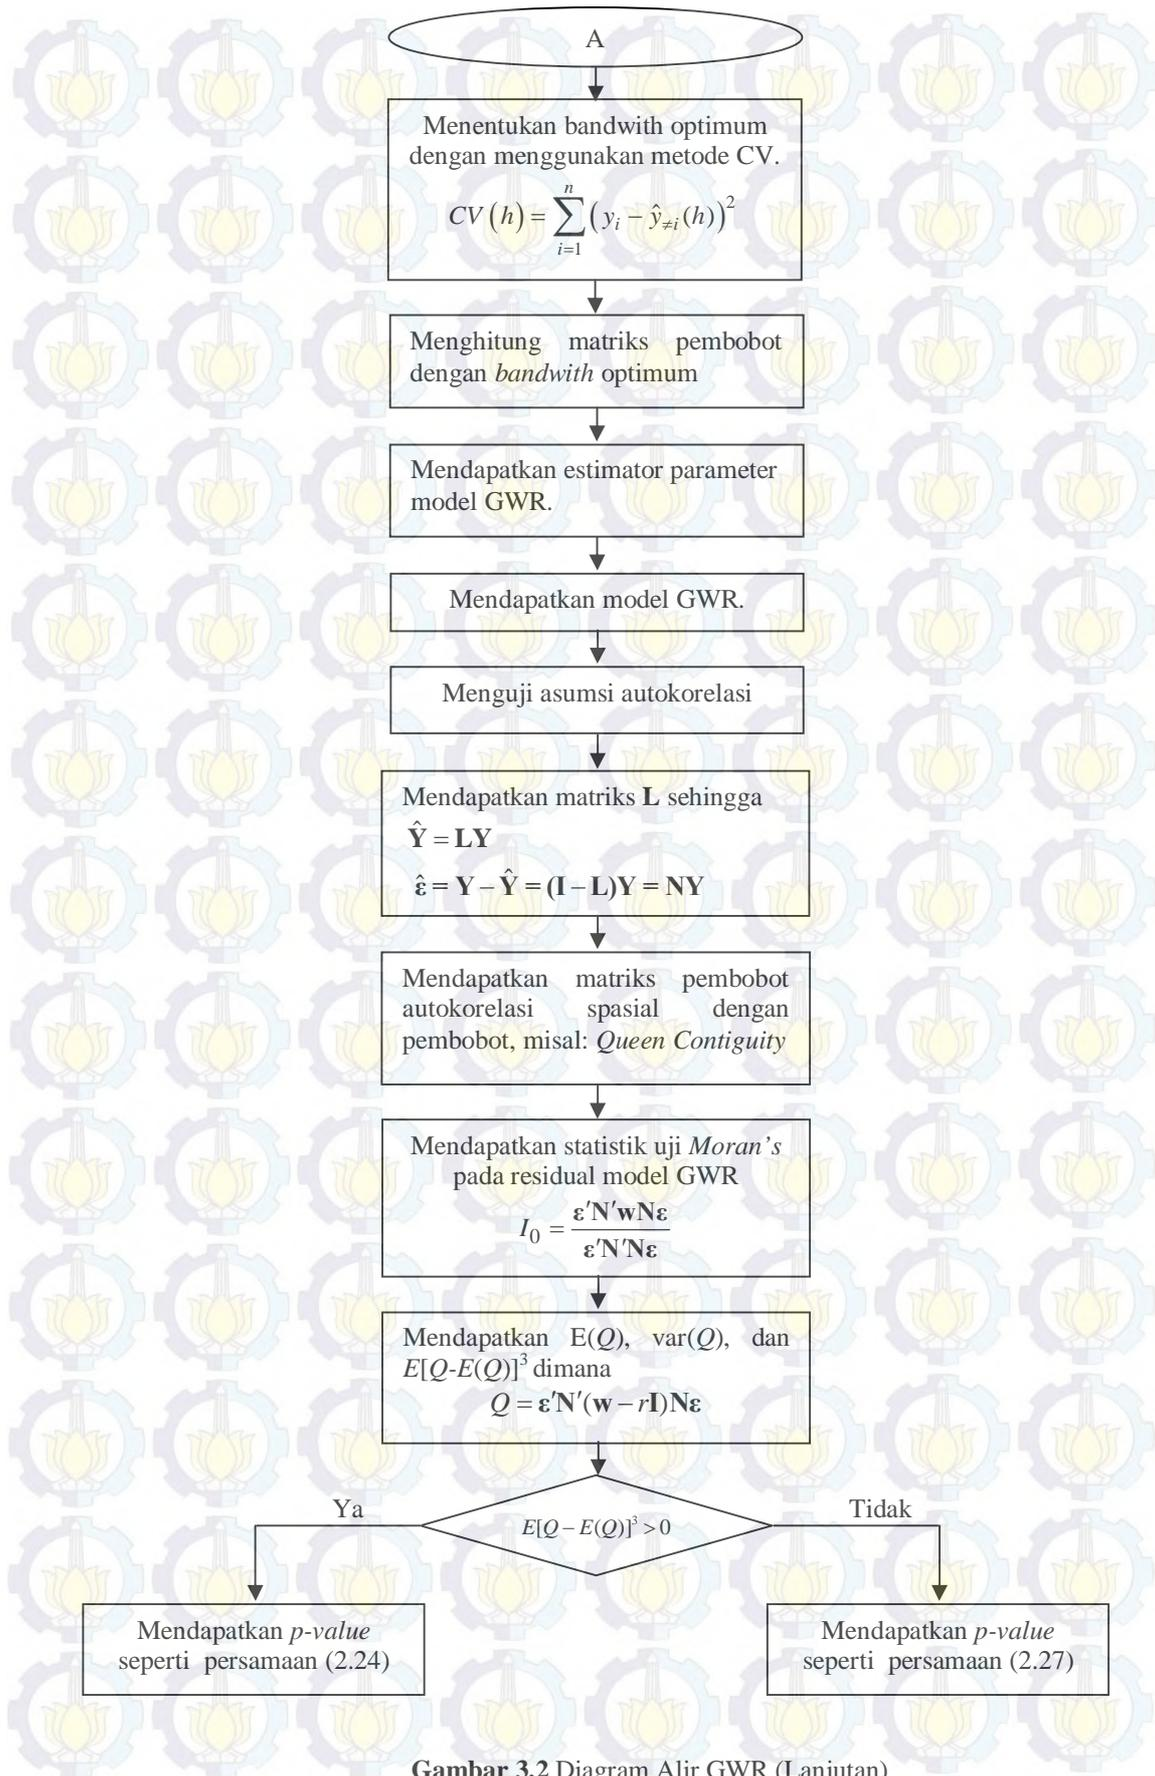 A
Menentukan bandwith optimum
dengan menggunakan metode CV.
CV(h) = \sum_{i=1}^{n} (y_i − ŷ_{≠i}(h))^2
Menghitung matriks pembobot
dengan bandwith optimum
Mendapatkan estimator parameter
model GWR.
Mendapatkan model GWR.
Menguji asumsi autokorelasi
Mendapatkan matriks L sehingga
Ŷ = LY
ε̂ = Y − Ŷ = (I − L)Y = NY
Mendapatkan matriks pembobot
autokorelasi spasial dengan
pembobot, misal: Queen Contiguity
Mendapatkan statistik uji Moran’s
pada residual model GWR
I_0 = \frac{ε′N′wNε}{ε′N′Nε}
Mendapatkan E(Q), var(Q), dan
E[Q-E(Q)]^3 dimana
Q = ε′N′(w − rI)Nε
Ya
E[Q − E(Q)]^3 > 0
Tidak
Mendapatkan p-value
seperti persamaan (2.24)
Mendapatkan p-value
seperti persamaan (2.27)
Gambar 3.2 Diagram Alir GWR (Lanjutan)